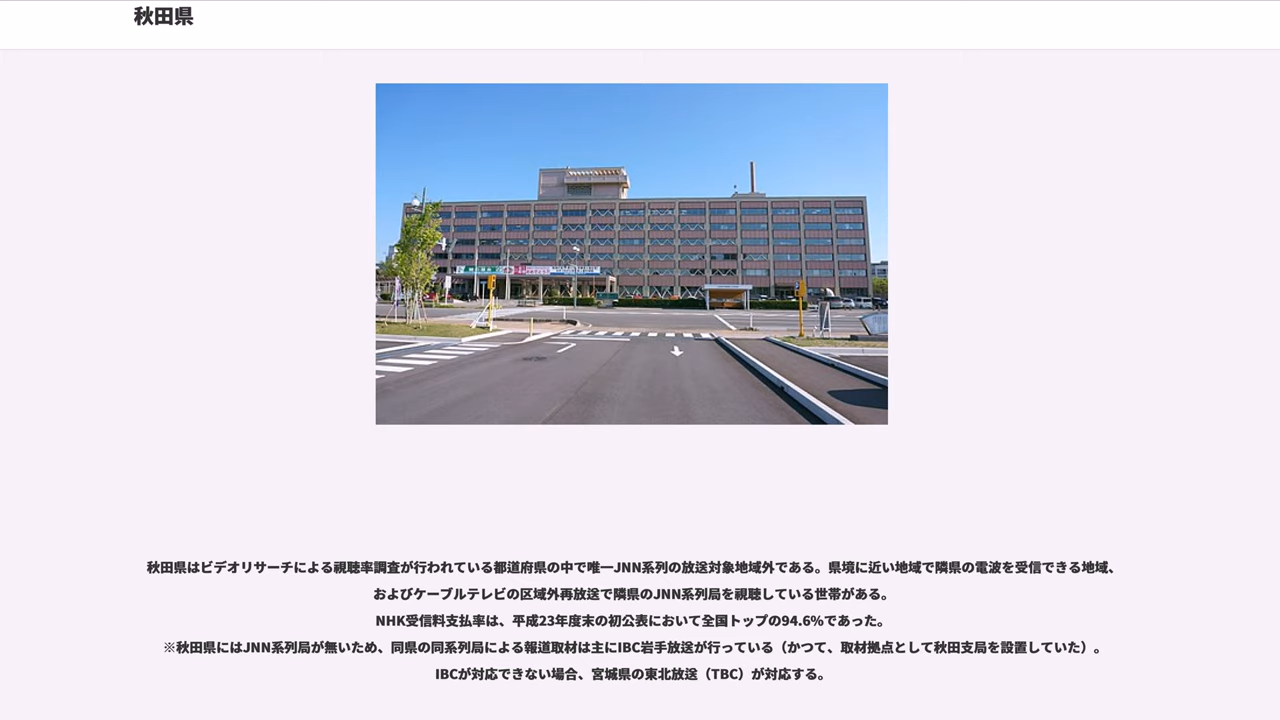 秋田県
秋田県はビデオリサーチによる視聴率調査が行われている都道府県の中で唯一JNN系列の放送対象地域外である。県境に近い地域で隣県の電波を受信できる地域、
およびケーブルテレビの区域外再放送で隣県のJNN系列局を視聴している世帯がある。
NHK受信料支払率は、平成23年度末の初公表において全国トップの94.6%であった。
※秋田県にはJNN系列局が無いため、同県の同系列局による報道取材は主にIBC岩手放送が行っている（かつて、取材拠点として秋田支局を設置していた）。
IBCが対応できない場合、宮城県の東北放送（TBC）が対応する。